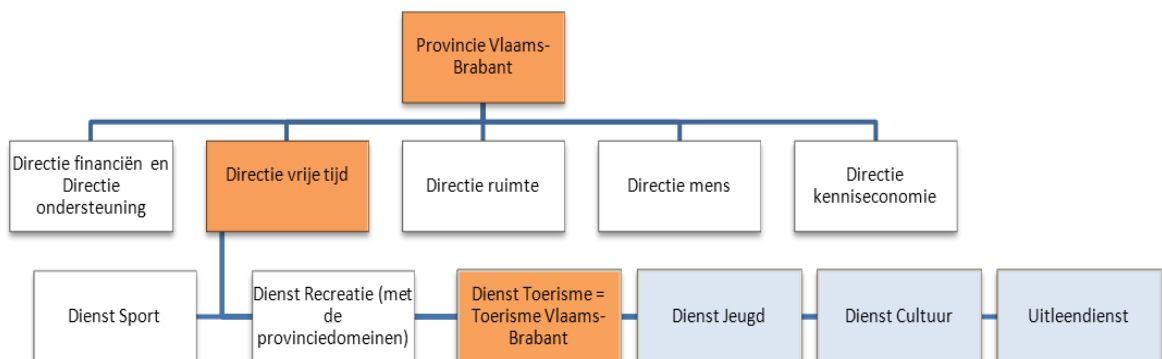 Provincie Vlaams-
Brabant
Directie financiën en
Directie
ondersteuning
Directie vrije tijd
Directie ruimte
Directie mens
Directie
kenniseconomie
Dienst Sport
Dienst Recreatie (met
de
provinciedomeinen)
Dienst Toerisme =
Toerisme Vlaams-
Brabant
Dienst Jeugd
Dienst Cultuur
Uitleendienst